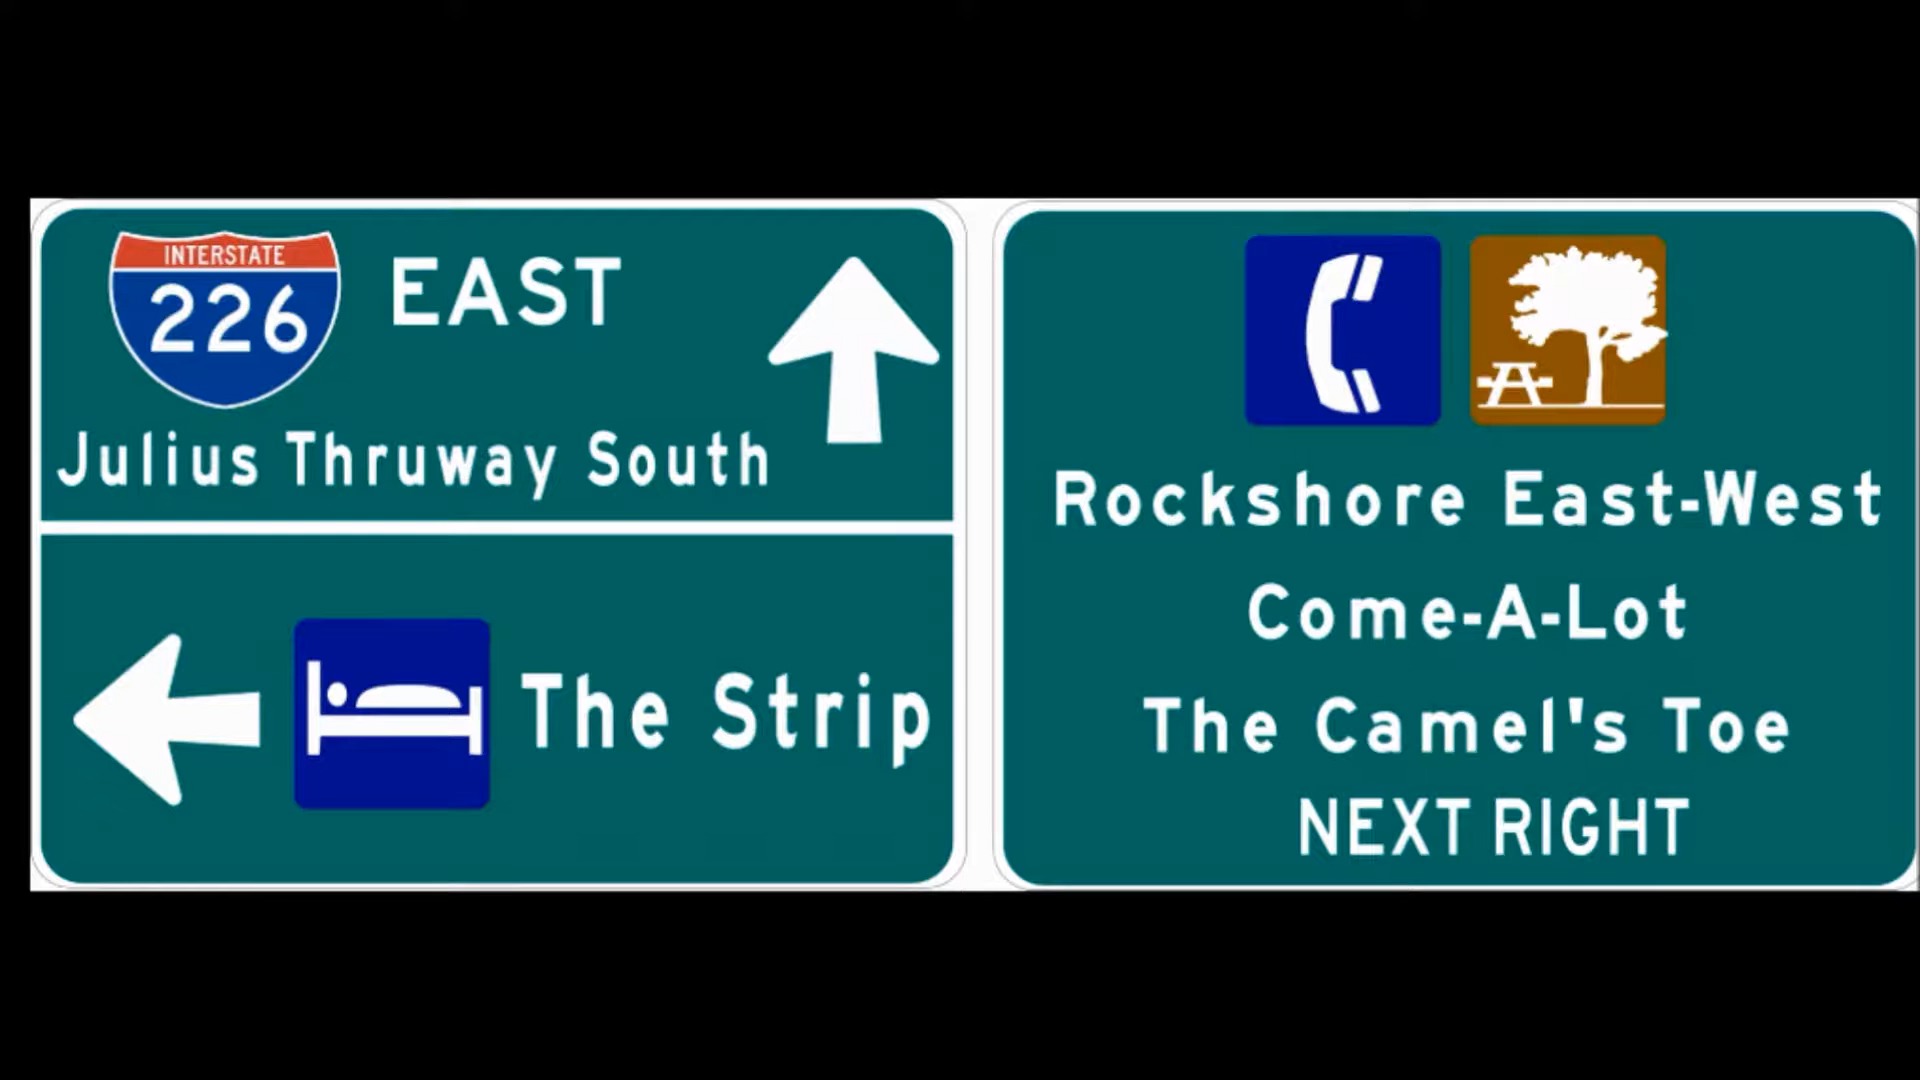 INTERSTATE
226
EAST
Julius Thruway South
The Strip
Rockshore East-West
Come-A-Lot
The Camel's Toe
NEXT RIGHT